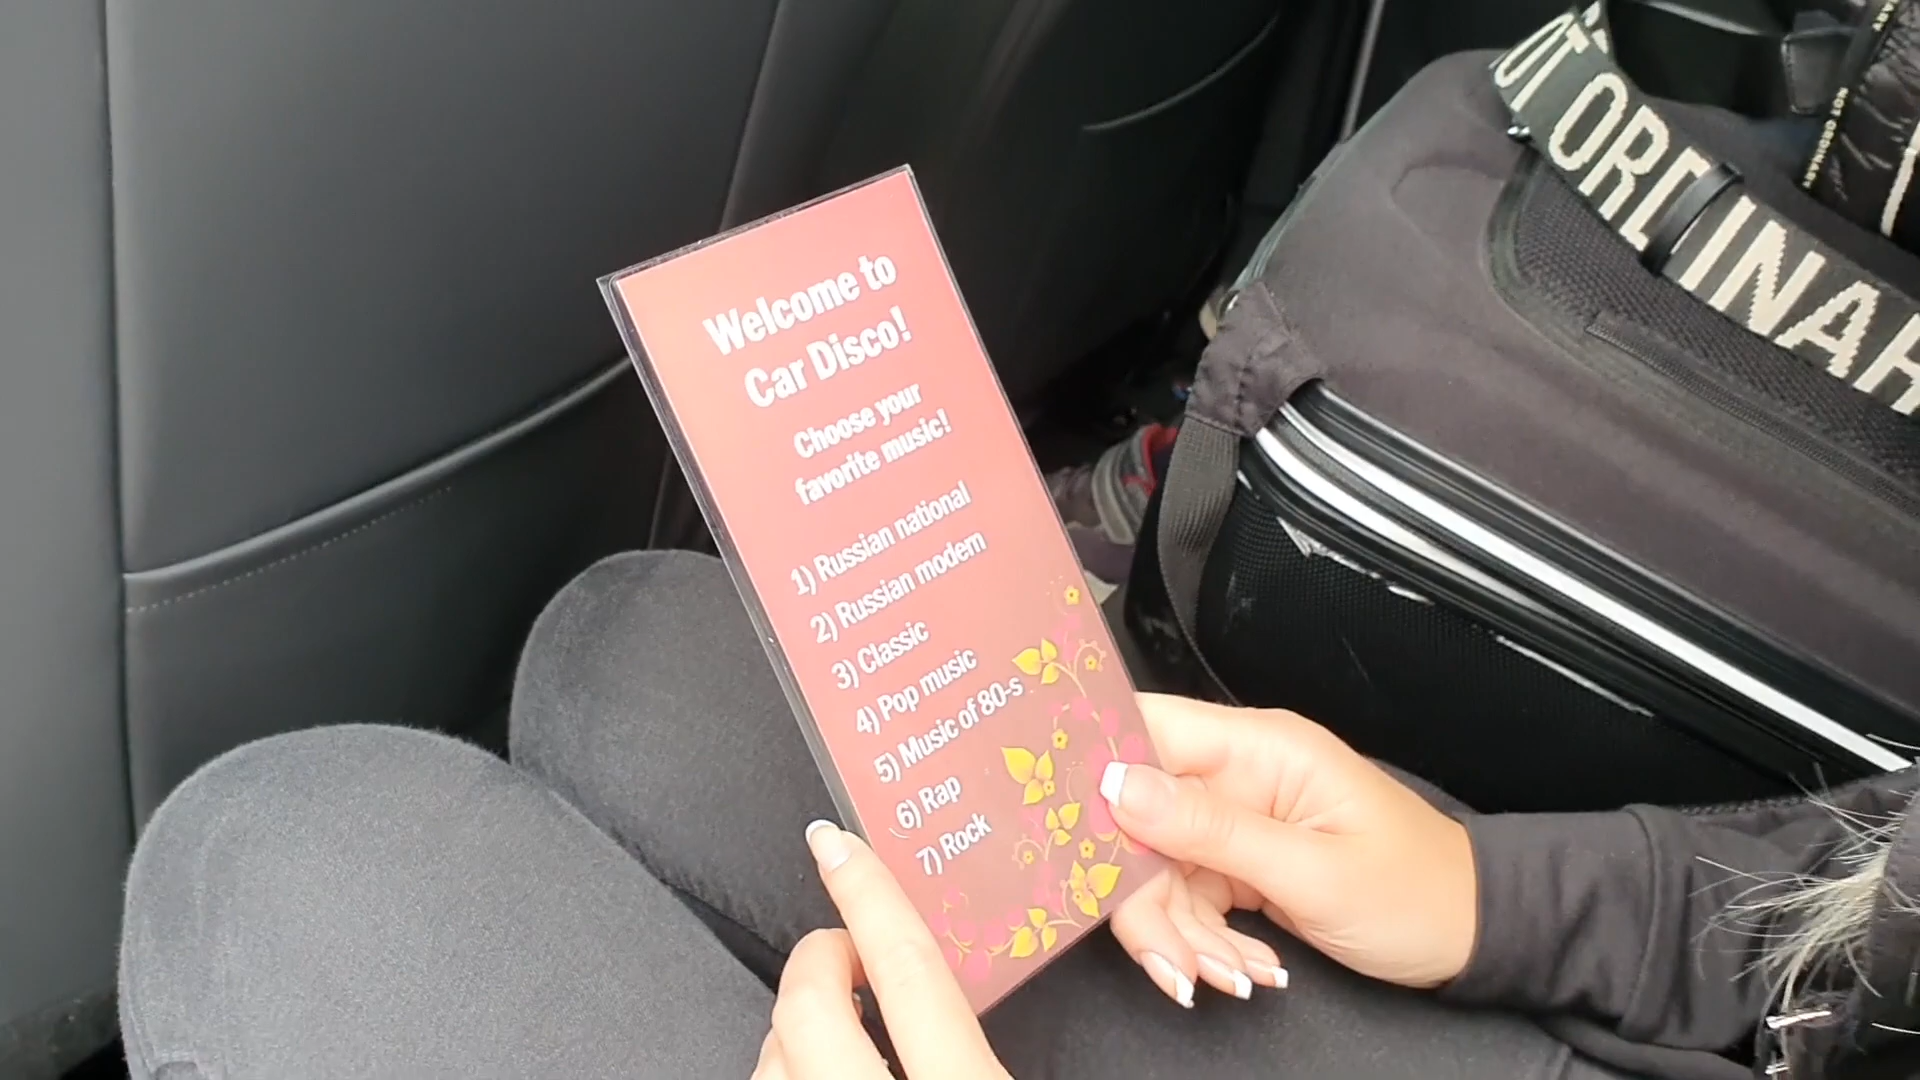 Welcome to
Car Disco!
Choose your
favorite music!
1) Russian national
2) Russian modern
3) Classic
4) Pop music
5) Music of 80-s
6) Rap
7) Rock
NOT ORDINARY